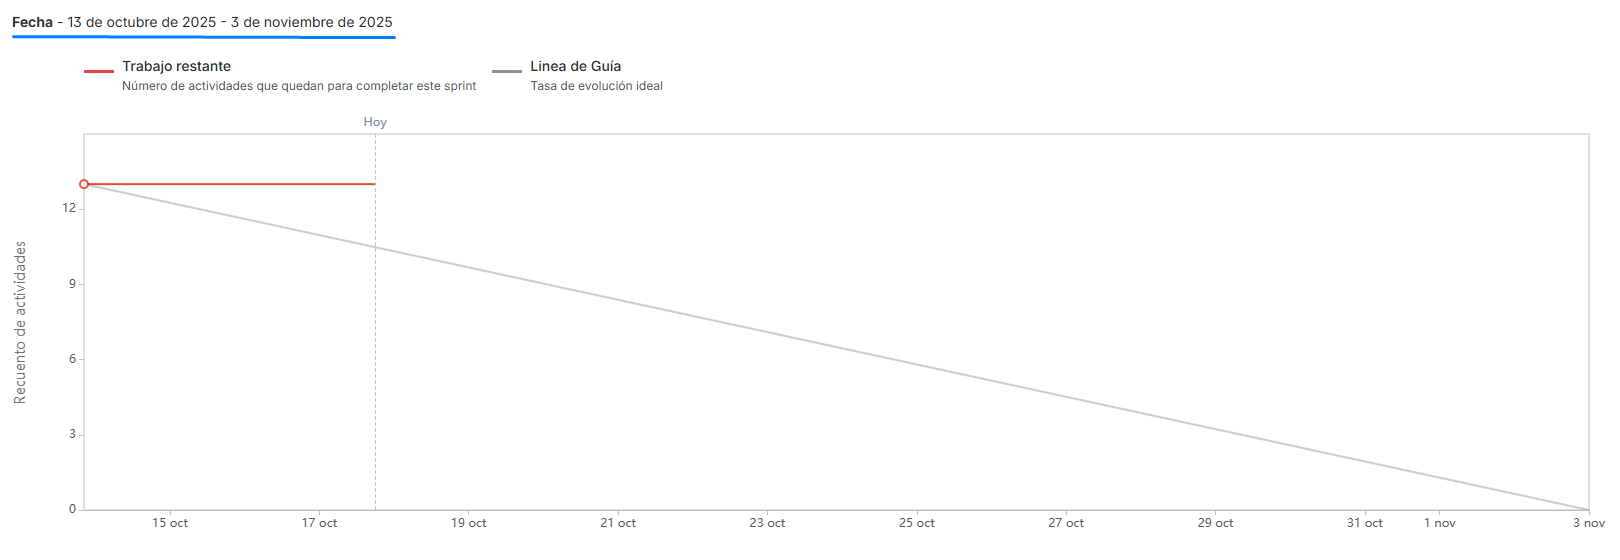 Fecha - 13 de octubre de 2025 - 3 de noviembre de 2025
Trabajo restante
Número de actividades que quedan para completar este sprint
Linea de Guía
Tasa de evolución ideal
Hoy
Recuento de actividades
12
9
6
3
0
15 oct 17 oct 19 oct 21 oct 23 oct 25 oct 27 oct 29 oct 31 oct 1 nov 3 nov